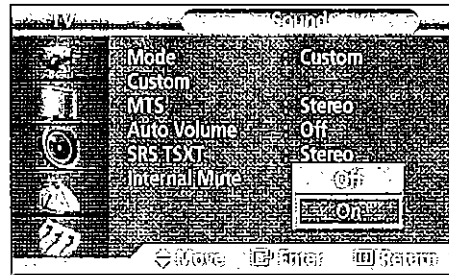 TV Sound
Mode : Custom
Custom
MTS : Stereo
Auto Volume : Off
SRS TSXT : Stereo
Internal Mute
Off
On
Move Enter Return